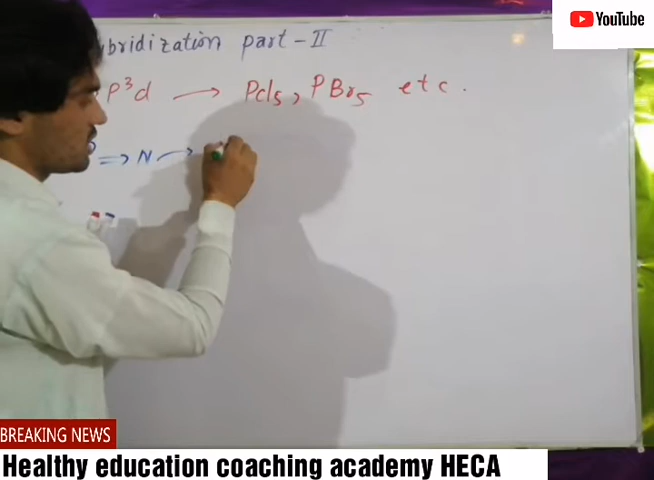 YouTube
bridization part - II
P³d → Pcl5, PBr5 etc.
⇒ N →
BREAKING NEWS
Healthy education coaching academy HECA